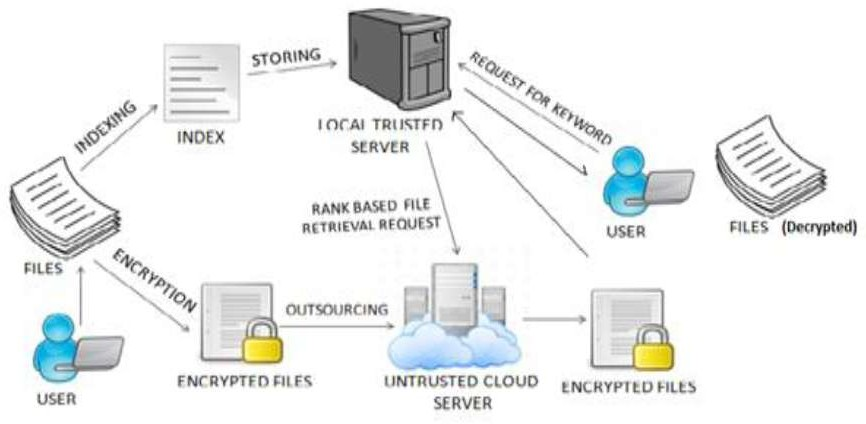 STORING
REQUEST FOR KEYWORD
INDEXING
INDEX
LOCAL TRUSTED
SERVER
RANK BASED FILE
RETRIEVAL REQUEST
USER
FILES (Decrypted)
FILES
ENCRYPTION
OUTSOURCING
USER
ENCRYPTED FILES
UNTRUSTED CLOUD
SERVER
ENCRYPTED FILES